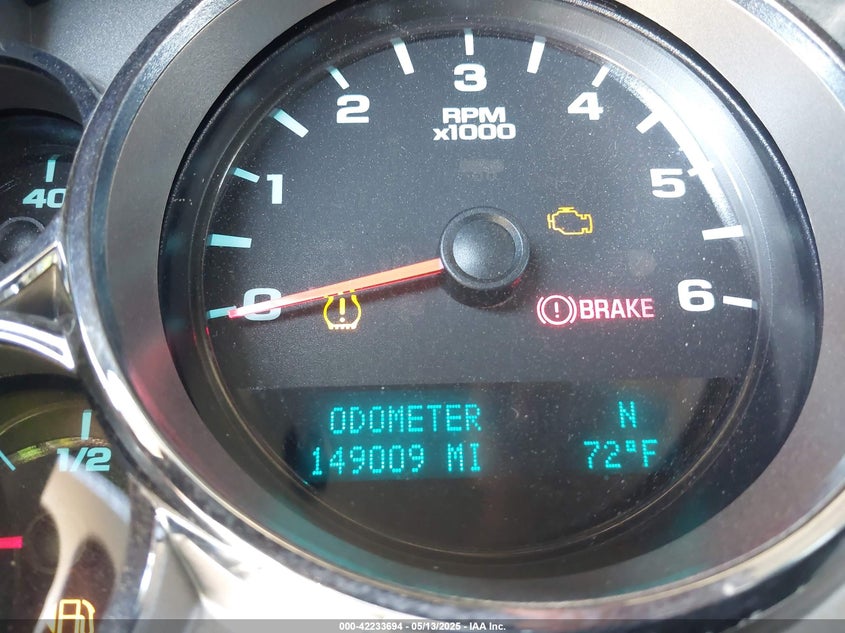 3
2
4
RPM
x1000
40
1
5
0
6
BRAKE
ODOMETER N
149009 MI 72°F
1/2
000-42233694 - 05/13/2025 - IAA Inc.